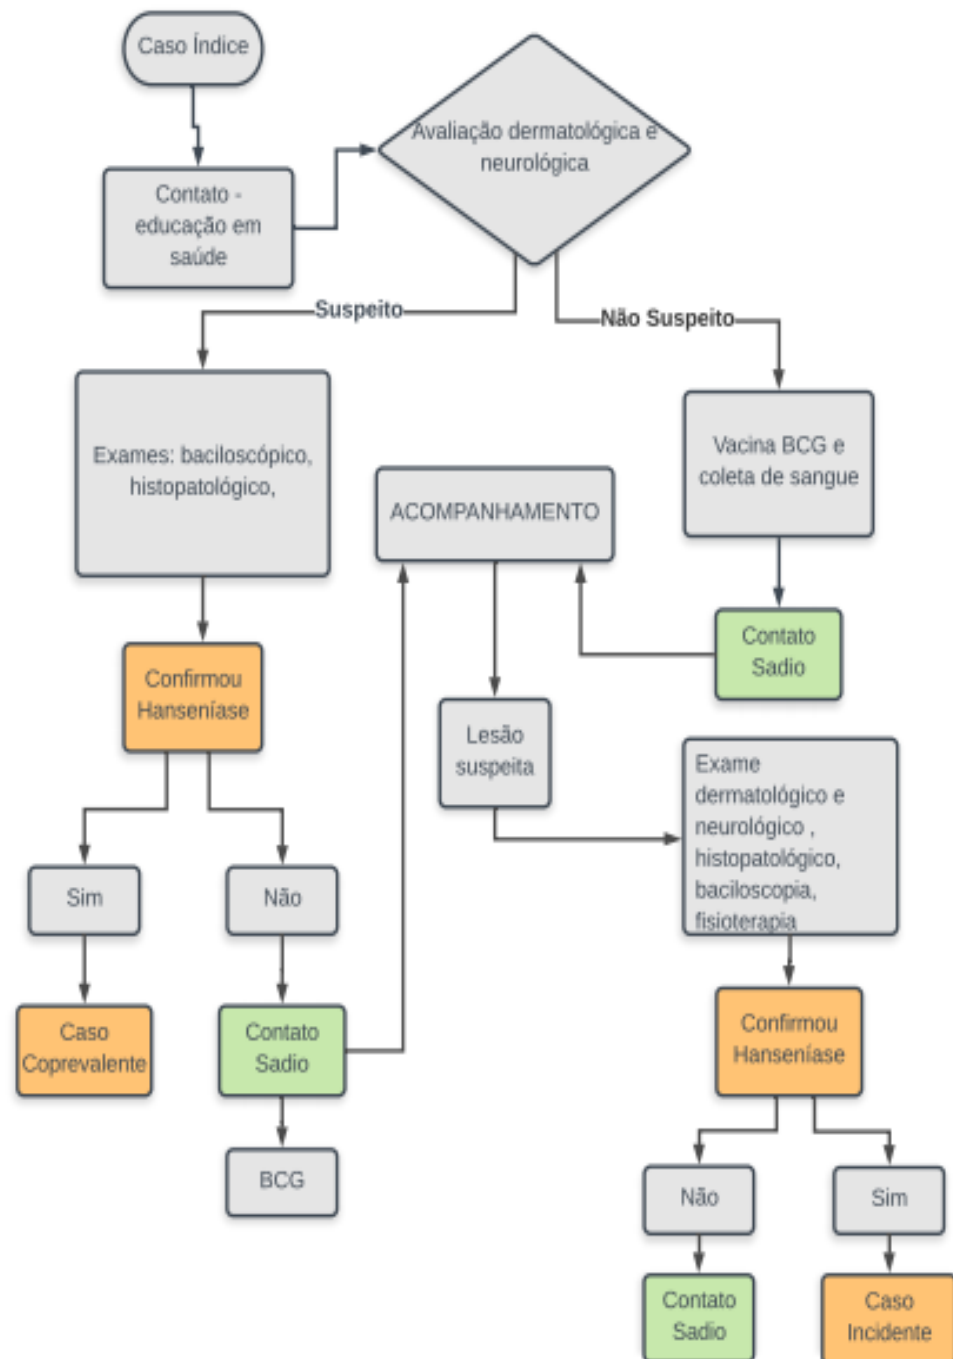 Caso Índice
Avaliação dermatológica e
neurológica
Contato -
educação em
saúde
Suspeito
Não Suspeito
Exames: baciloscópico,
histopatológico,
Vacina BCG e
coleta de sangue
ACOMPANHAMENTO
Contato
Sadio
Confirmou
Hanseníase
Lesão
suspeita
Exame
dermatológico e
neurológico ,
histopatológico,
baciloscopia,
fisioterapia
Sim
Não
Caso
Coprevalente
Contato
Sadio
Confirmou
Hanseníase
BCG
Não
Sim
Contato
Sadio
Caso
Incidente